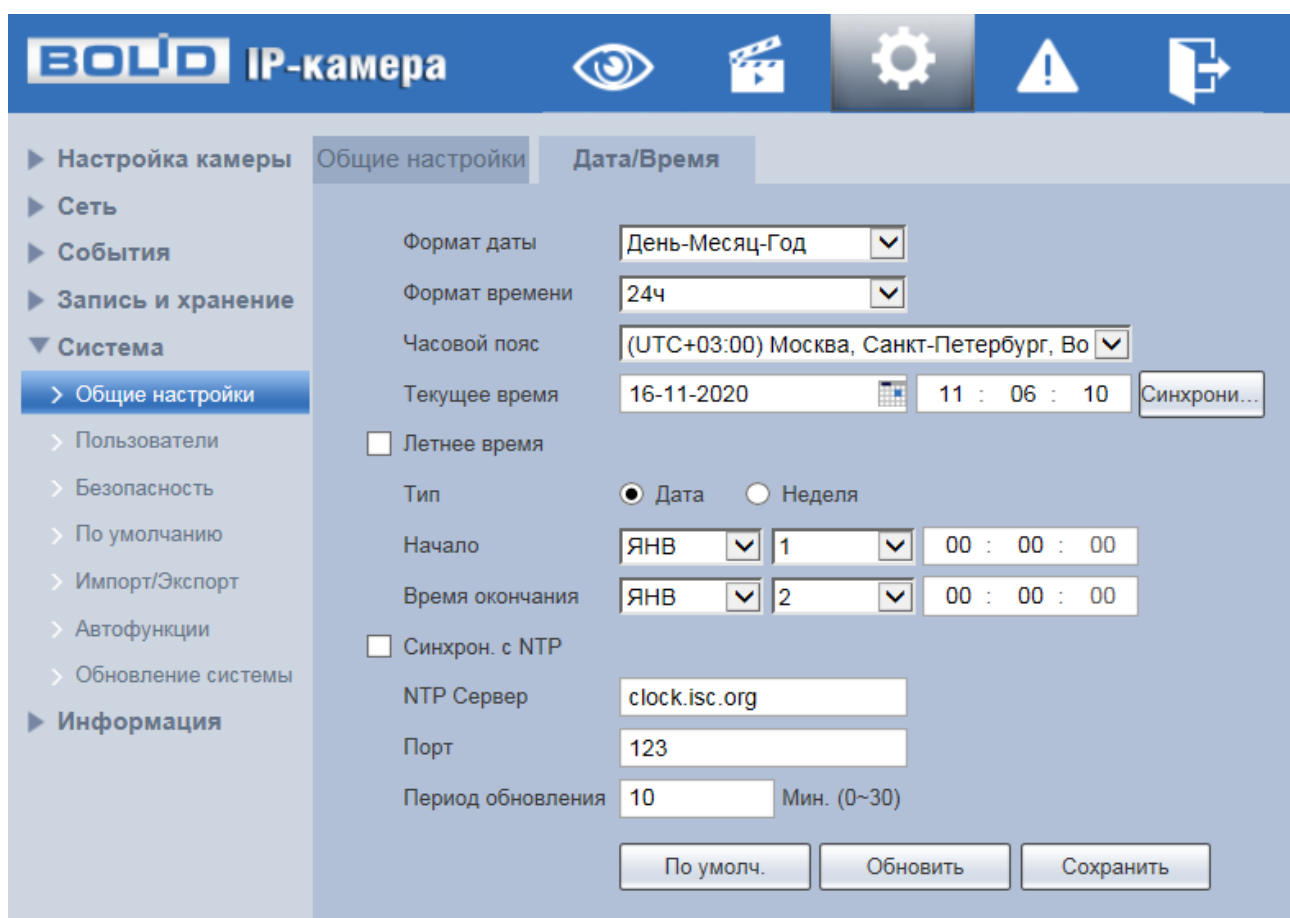 BOLID IP-камера
Настройка камеры
Сеть
События
Запись и хранение
Система
Общие настройки
Пользователи
Безопасность
По умолчанию
Импорт/Экспорт
Автофункции
Обновление системы
Информация
Общие настройки Дата/Время
Формат даты День-Месяц-Год
Формат времени 24ч
Часовой пояс (UTC+03:00) Москва, Санкт-Петербург, Во
Текущее время 16-11-2020 11 : 06 : 10 Синхрони...
Летнее время
Тип Дата Неделя
Начало ЯНВ 1 00 : 00 : 00
Время окончания ЯНВ 2 00 : 00 : 00
Синхрон. с NTP
NTP Сервер clock.isc.org
Порт 123
Период обновления 10 Мин. (0~30)
По умолч. Обновить Сохранить